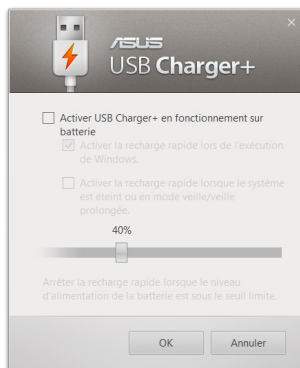 ASUS
USB Charger+
Activer USB Charger+ en fonctionnement sur
batterie
Activer la recharge rapide lors de l'exécution
de Windows.
Activer la recharge rapide lorsque le système
est éteint ou en mode veille/veille
prolongée.
40%
Arrêter la recharge rapide lorsque le niveau
d'alimentation de la batterie est sous le seuil limite.
OK
Annuler